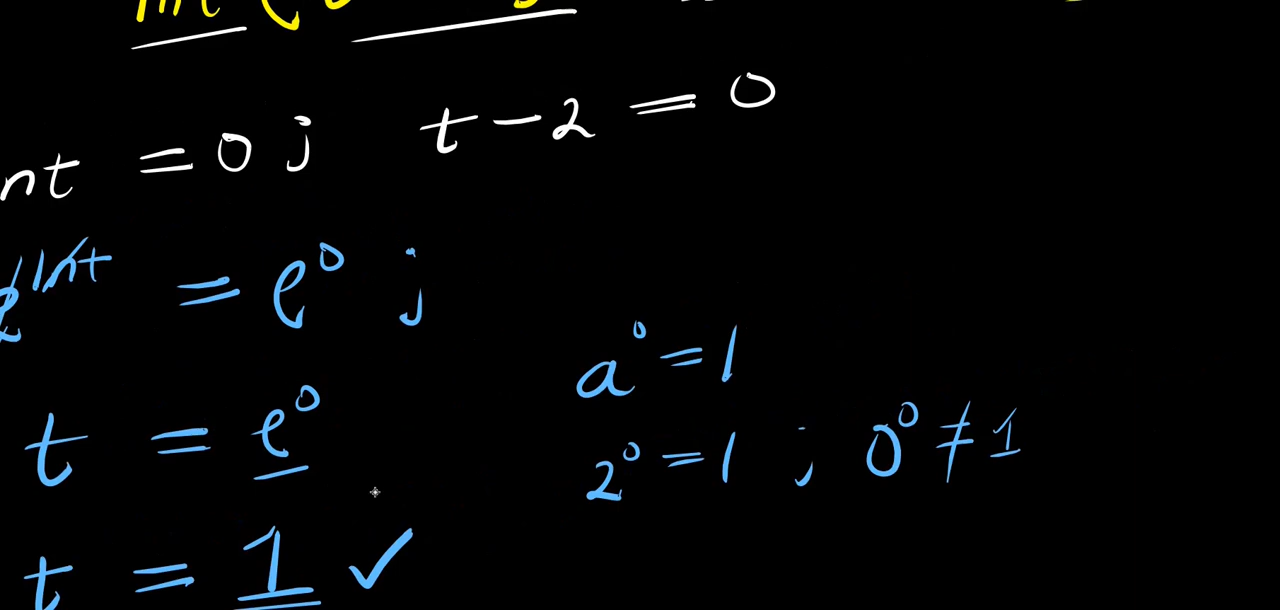 nt = 0 ; t - 2 = 0
e^lnt = e^0 ;
a^0 = 1
t = e^0
2^0 = 1 ; 0^0 ≠ 1
t = 1 ✓